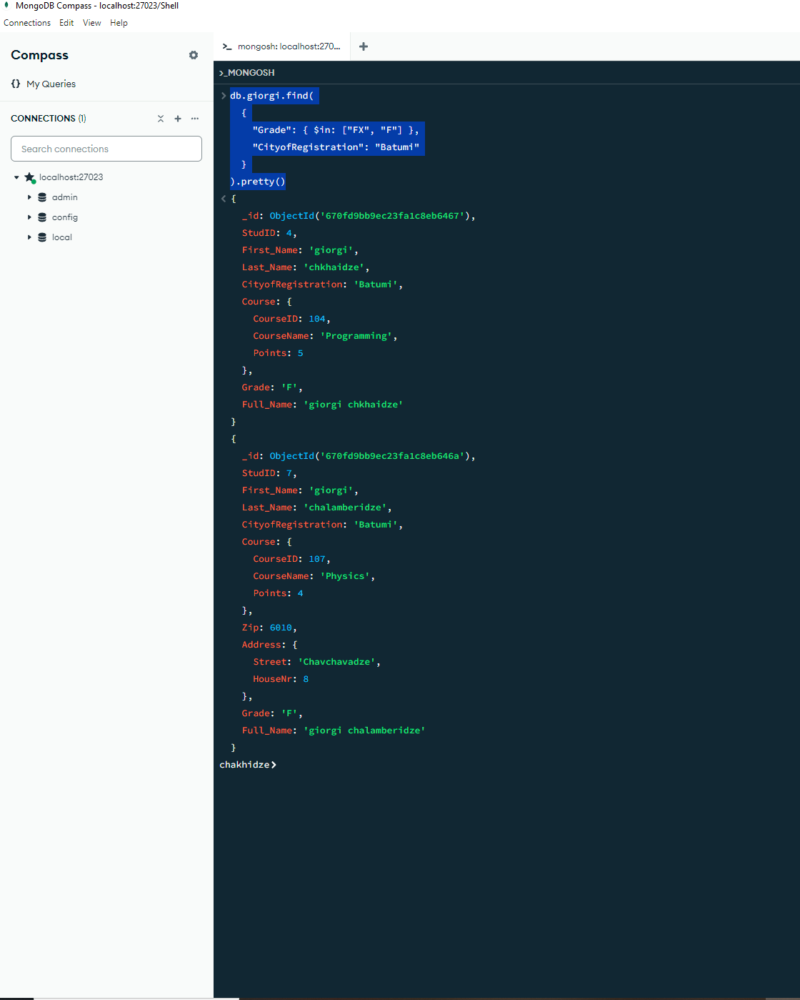 MongoDB Compass - localhost:27023/Shell
Connections Edit View Help
Compass
{} My Queries
CONNECTIONS (1)
Search connections
localhost:27023
admin
config
local
>_ mongosh: localhost:270... +
>_MONGOSH
> db.giorgi.find(
{
"Grade": { $in: ["FX", "F"] },
"CityofRegistration": "Batumi"
}
).pretty()
< {
_id: ObjectId('670fd9bb9ec23fa1c8eb6467'),
StudID: 4,
First_Name: 'giorgi',
Last_Name: 'chkhaidze',
CityofRegistration: 'Batumi',
Course: {
CourseID: 104,
CourseName: 'Programming',
Points: 5
},
Grade: 'F',
Full_Name: 'giorgi chkhaidze'
}
{
_id: ObjectId('670fd9bb9ec23fa1c8eb646a'),
StudID: 7,
First_Name: 'giorgi',
Last_Name: 'chalamberidze',
CityofRegistration: 'Batumi',
Course: {
CourseID: 107,
CourseName: 'Physics',
Points: 4
},
Zip: 6010,
Address: {
Street: 'Chavchavadze',
HouseNr: 8
},
Grade: 'F',
Full_Name: 'giorgi chalamberidze'
}
chakhidze>